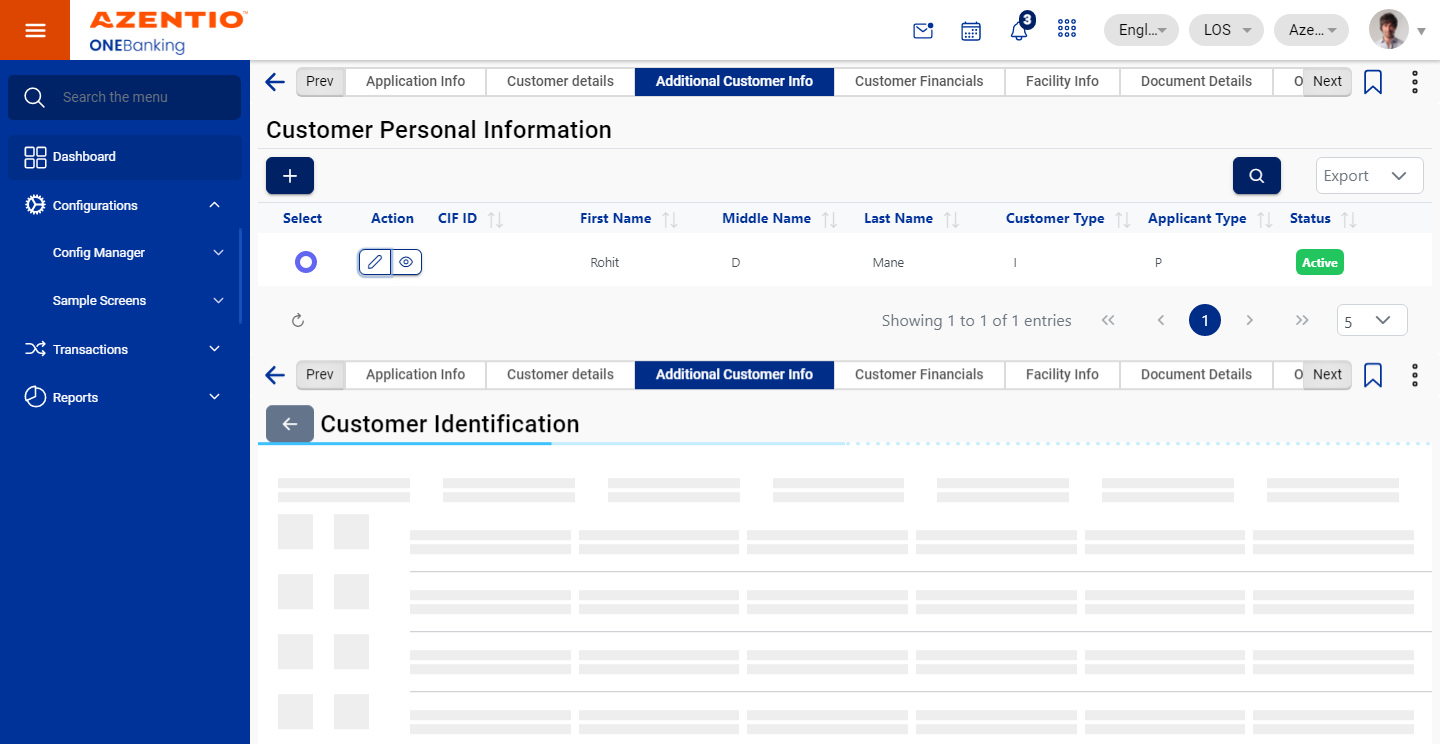 AZENTIO™
ONEBanking
3
Engl...
LOS
Aze...
Search the menu
Dashboard
Configurations
Config Manager
Sample Screens
Transactions
Reports
Prev Application Info Customer details Additional Customer Info Customer Financials Facility Info Document Details O Next
Customer Personal Information
+
Export
Select Action CIF ID First Name Middle Name Last Name Customer Type Applicant Type Status
Rohit D Mane I P Active
Showing 1 to 1 of 1 entries 1 5
Prev Application Info Customer details Additional Customer Info Customer Financials Facility Info Document Details O Next
Customer Identification